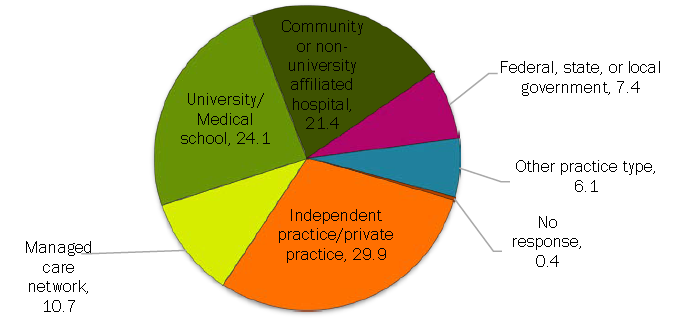 Community
or non-
university
affiliated
hospital,
21.4
Federal, state, or local
government, 7.4
University/
Medical
school, 24.1
Other practice type,
6.1
Independent
practice/private
practice, 29.9
No
response,
0.4
Managed
care
network,
10.7